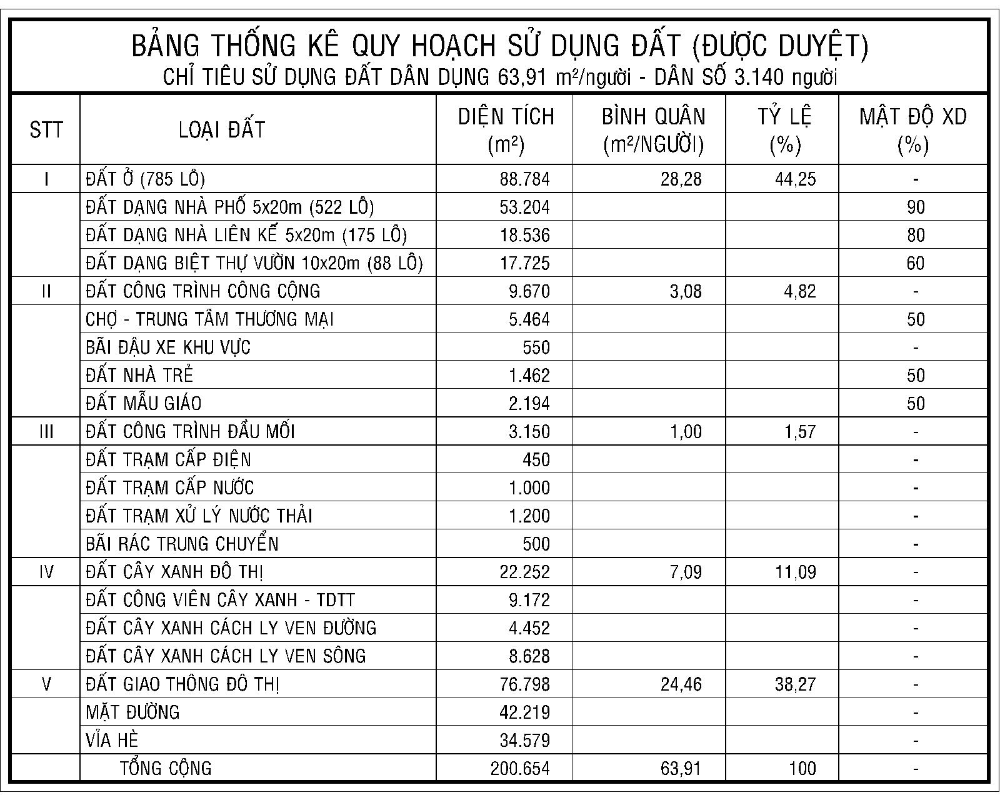 BẢNG THỐNG KÊ QUY HOẠCH SỬ DỤNG ĐẤT (ĐƯỢC DUYỆT)
CHỈ TIÊU SỬ DỤNG ĐẤT DÂN DỤNG 63,91 m²/người - DÂN SỐ 3.140 người
STT LOẠI ĐẤT DIỆN TÍCH (m²) BÌNH QUÂN (m²/NGƯỜI) TỶ LỆ (%) MẬT ĐỘ XD (%)
I ĐẤT Ở (785 LÔ) 88.784 28,28 44,25 -
ĐẤT DẠNG NHÀ PHỐ 5x20m (522 LÔ) 53.204 90
ĐẤT DẠNG NHÀ LIÊN KẾ 5x20m (175 LÔ) 18.536 80
ĐẤT DẠNG BIỆT THỰ VƯỜN 10x20m (88 LÔ) 17.725 60
II ĐẤT CÔNG TRÌNH CÔNG CỘNG 9.670 3,08 4,82 -
CHỢ - TRUNG TÂM THƯƠNG MẠI 5.464 50
BÃI ĐẬU XE KHU VỰC 550 -
ĐẤT NHÀ TRẺ 1.462 50
ĐẤT MẪU GIÁO 2.194 50
III ĐẤT CÔNG TRÌNH ĐẦU MỐI 3.150 1,00 1,57 -
ĐẤT TRẠM CẤP ĐIỆN 450 -
ĐẤT TRẠM CẤP NƯỚC 1.000 -
ĐẤT TRẠM XỬ LÝ NƯỚC THẢI 1.200 -
BÃI RÁC TRUNG CHUYỂN 500 -
IV ĐẤT CÂY XANH ĐÔ THỊ 22.252 7,09 11,09 -
ĐẤT CÔNG VIÊN CÂY XANH - TDTT 9.172 -
ĐẤT CÂY XANH CÁCH LY VEN ĐƯỜNG 4.452 -
ĐẤT CÂY XANH CÁCH LY VEN SÔNG 8.628 -
V ĐẤT GIAO THÔNG ĐÔ THỊ 76.798 24,46 38,27 -
MẶT ĐƯỜNG 42.219 -
VỈA HÈ 34.579 -
TỔNG CỘNG 200.654 63,91 100 -